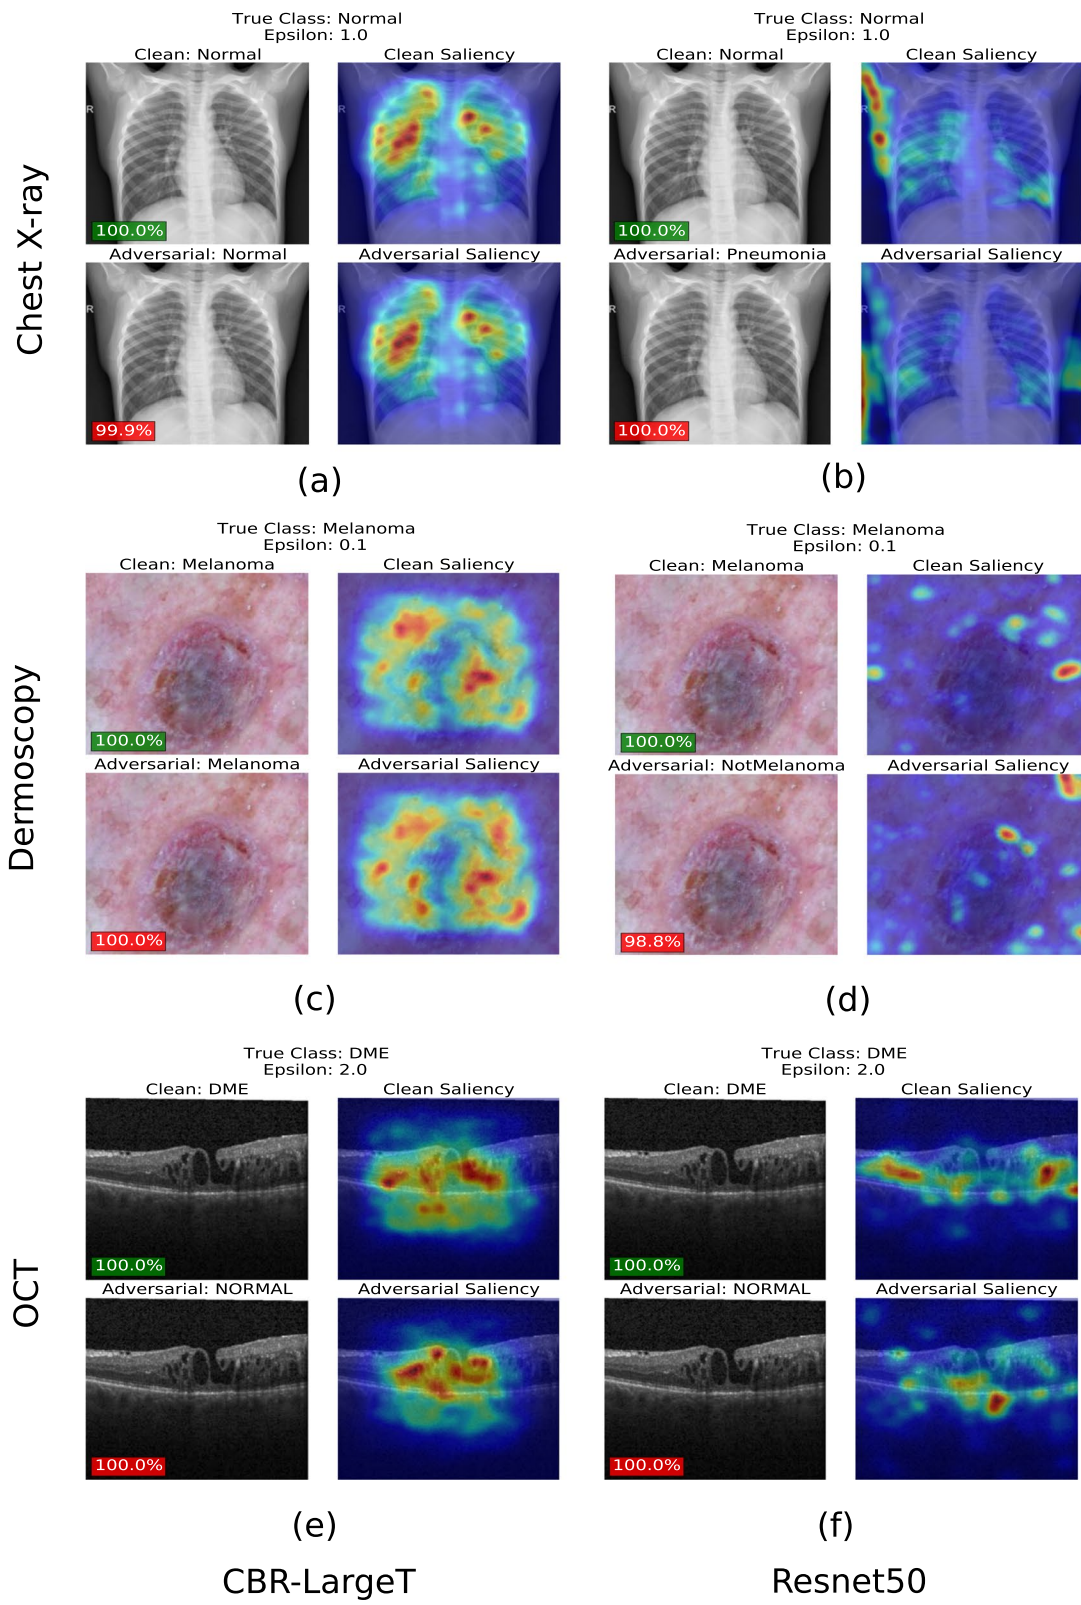 True Class: Normal
Epsilon: 1.0
Clean: Normal
Clean Saliency
R
100.0%
Adversarial: Normal
Adversarial Saliency
R
99.9%
(a)
True Class: Normal
Epsilon: 1.0
Clean: Normal
Clean Saliency
R
R
100.0%
Adversarial: Pneumonia
Adversarial Saliency
R
R
100.0%
(b)
Chest X-ray
True Class: Melanoma
Epsilon: 0.1
Clean: Melanoma
Clean Saliency
100.0%
Adversarial: Melanoma
Adversarial Saliency
100.0%
(c)
True Class: Melanoma
Epsilon: 0.1
Clean: Melanoma
Clean Saliency
100.0%
Adversarial: NotMelanoma
Adversarial Saliency
98.8%
(d)
Dermoscopy
True Class: DME
Epsilon: 2.0
Clean: DME
Clean Saliency
100.0%
Adversarial: NORMAL
Adversarial Saliency
100.0%
(e)
True Class: DME
Epsilon: 2.0
Clean: DME
Clean Saliency
100.0%
Adversarial: NORMAL
Adversarial Saliency
100.0%
(f)
OCT
CBR-LargeT
Resnet50